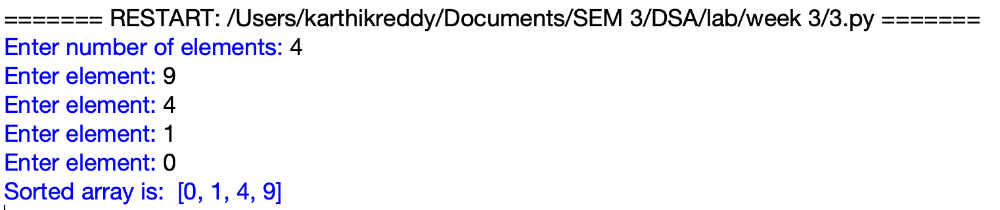 ======= RESTART: /Users/karthikreddy/Documents/SEM 3/DSA/lab/week 3/3.py =======
Enter number of elements: 4
Enter element: 9
Enter element: 4
Enter element: 1
Enter element: 0
Sorted array is:  [0, 1, 4, 9]